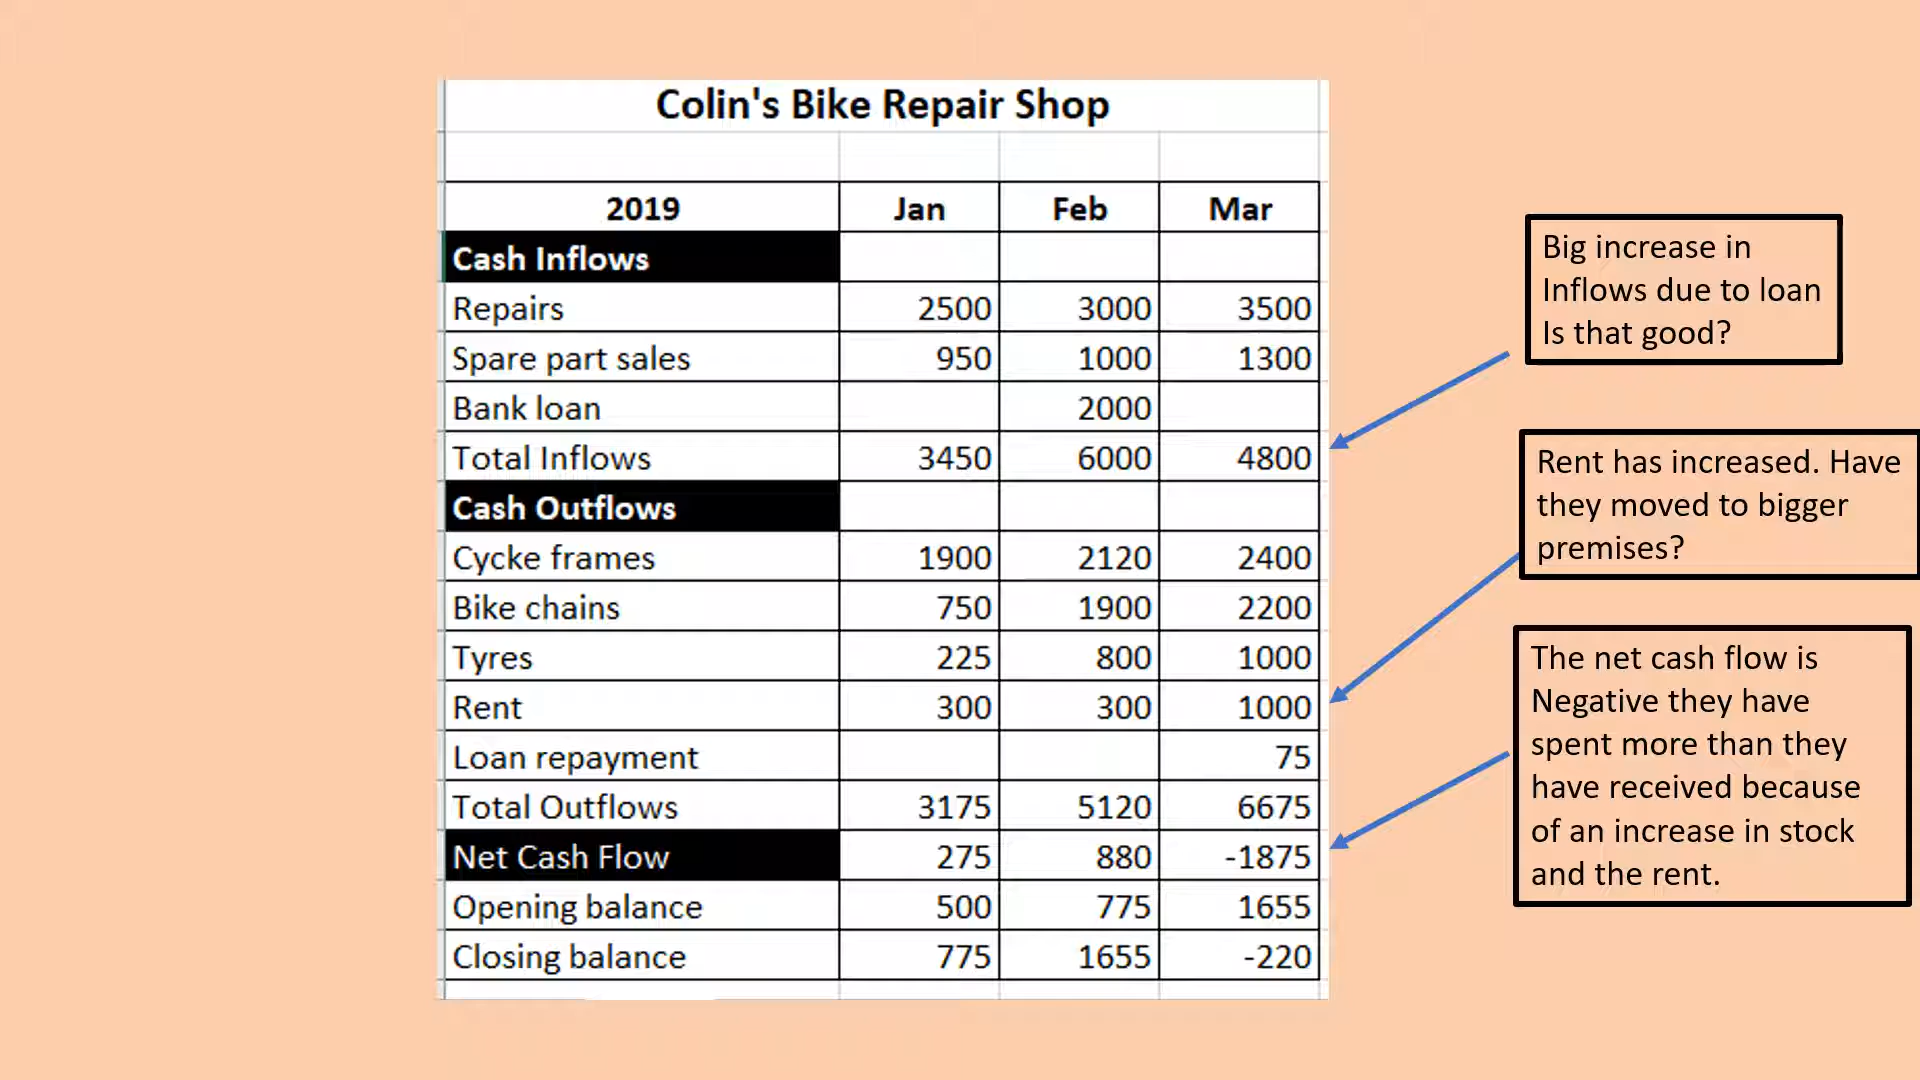 Colin's Bike Repair Shop
2019 Jan Feb Mar
Cash Inflows
Repairs 2500 3000 3500
Spare part sales 950 1000 1300
Bank loan 2000
Total Inflows 3450 6000 4800
Cash Outflows
Cycke frames 1900 2120 2400
Bike chains 750 1900 2200
Tyres 225 800 1000
Rent 300 300 1000
Loan repayment 75
Total Outflows 3175 5120 6675
Net Cash Flow 275 880 -1875
Opening balance 500 775 1655
Closing balance 775 1655 -220
Big increase in
Inflows due to loan
Is that good?
Rent has increased. Have
they moved to bigger
premises?
The net cash flow is
Negative they have
spent more than they
have received because
of an increase in stock
and the rent.